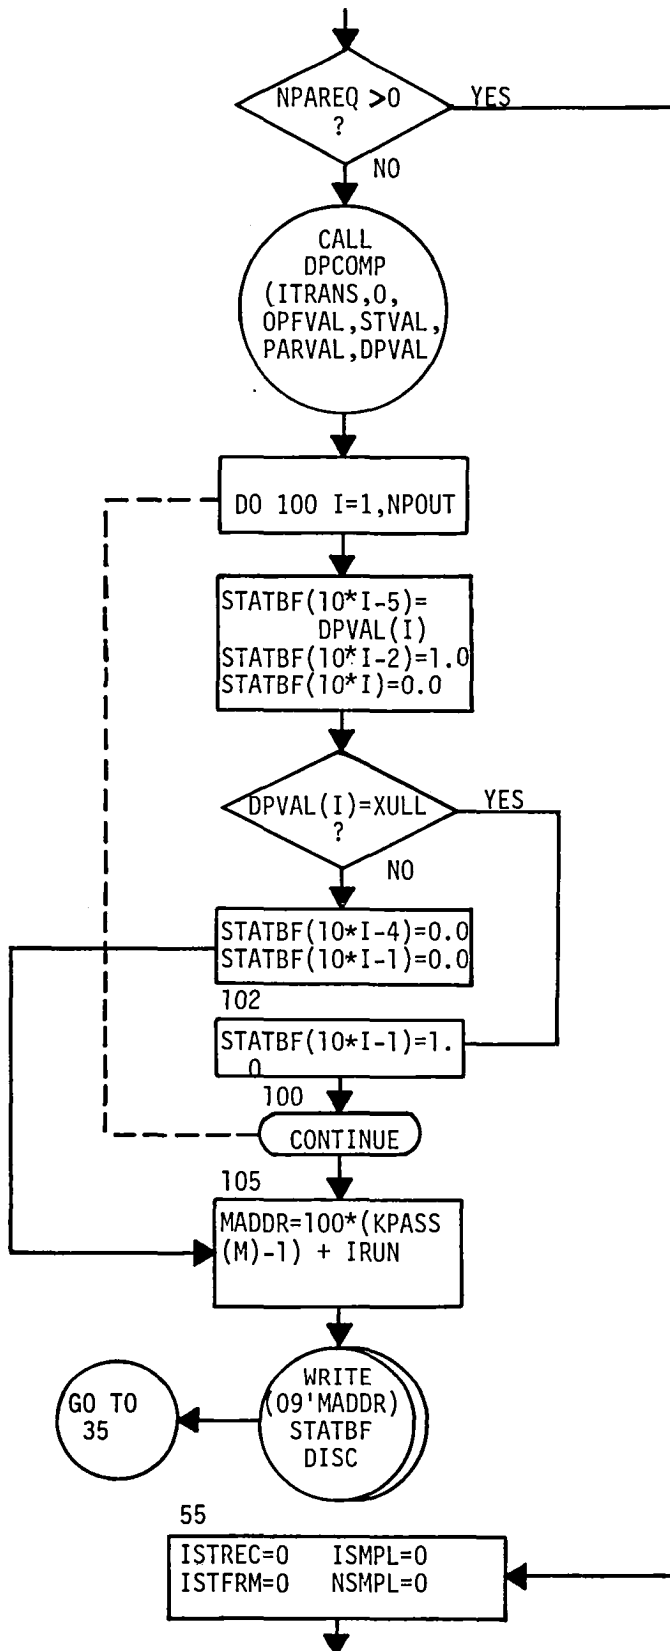 NPAREQ >0
?
YES
NO
CALL
DPCOMP
(ITRANS,0,
OPFVAL,STVAL,
PARVAL,DPVAL
DO 100 I=1,NPOUT
STATBF(10*I-5)=
DPVAL(I)
STATBF(10*I-2)=1.0
STATBF(10*I)=0.0
DPVAL(I)=XULL
?
YES
NO
STATBF(10*I-4)=0.0
STATBF(10*I-1)=0.0
102
STATBF(10*I-1)=1.
0
100
CONTINUE
105
MADDR=100*(KPASS
(M)-1) + IRUN
WRITE
(09'MADDR)
STATBF
DISC
GO TO
35
55
ISTREC=0 ISMPL=0
ISTFRM=0 NSMPL=0